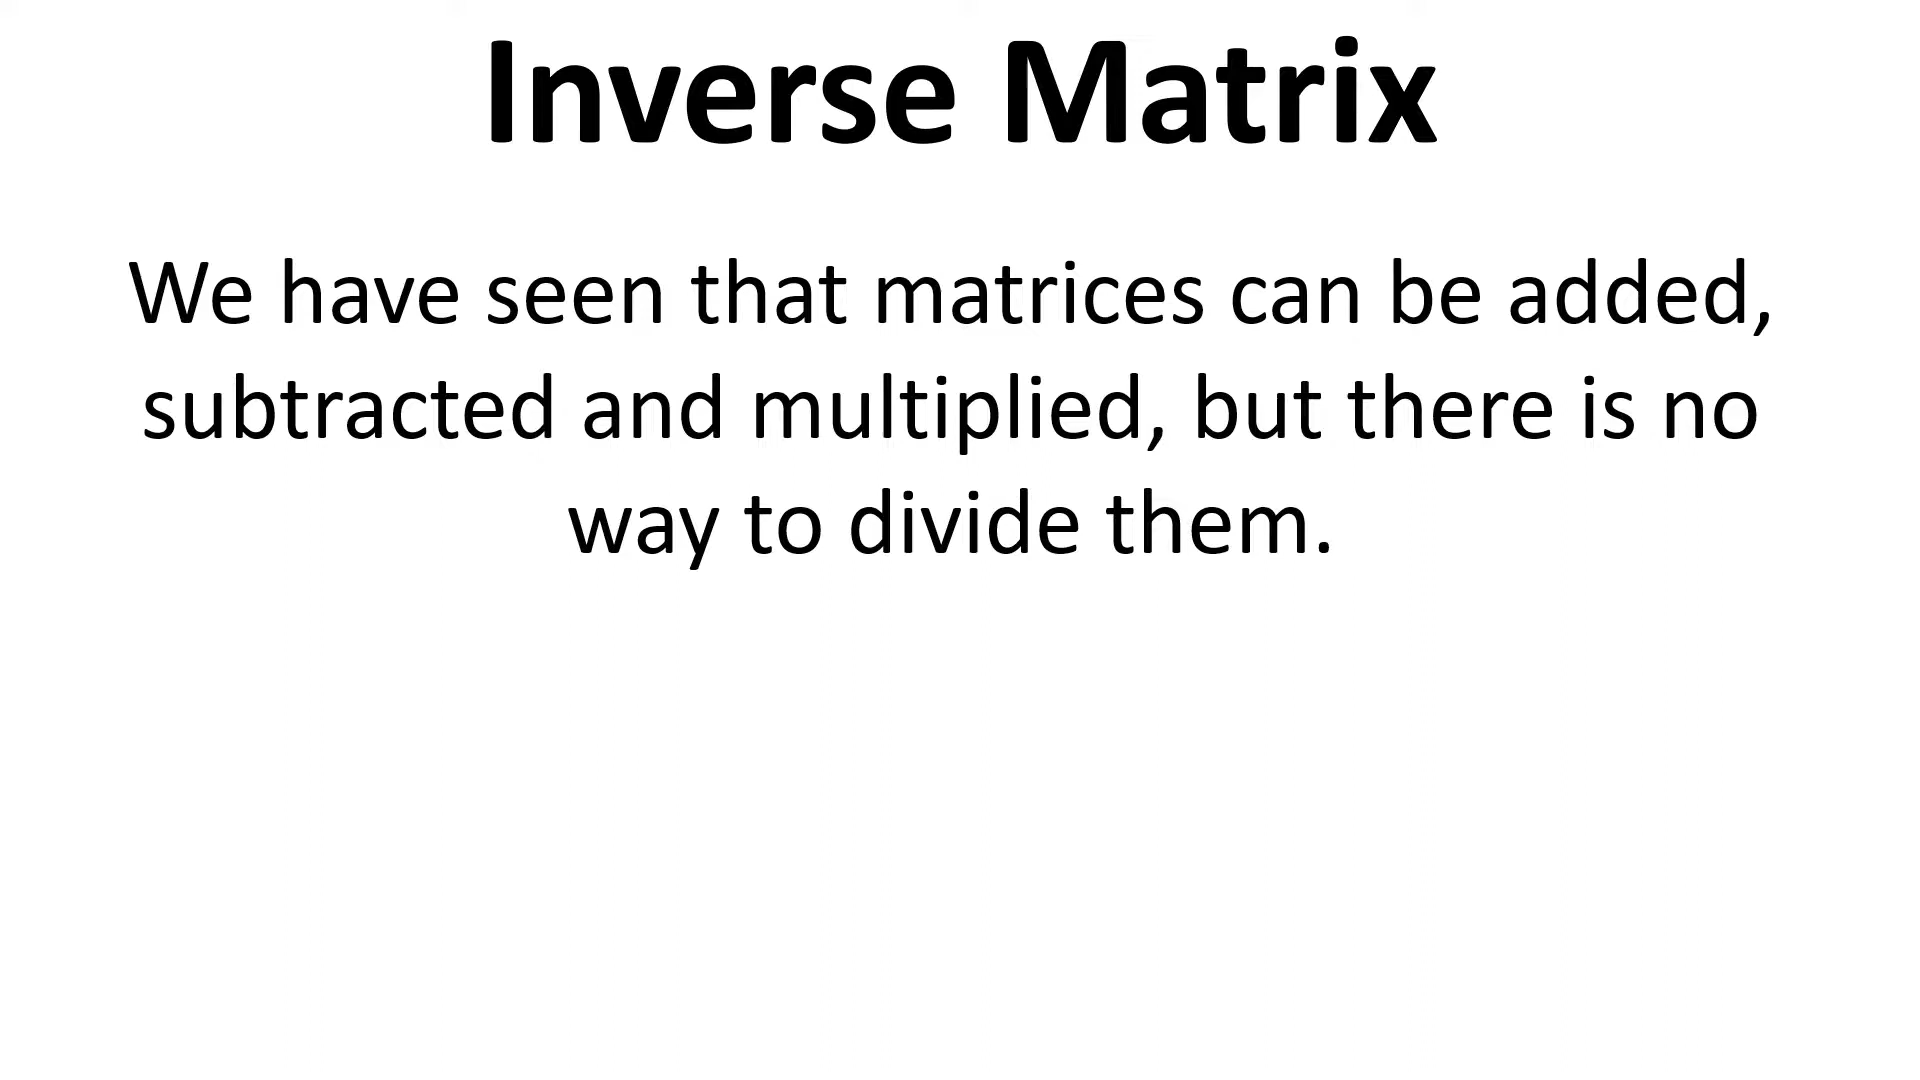 Inverse Matrix
We have seen that matrices can be added,
subtracted and multiplied, but there is no
way to divide them.